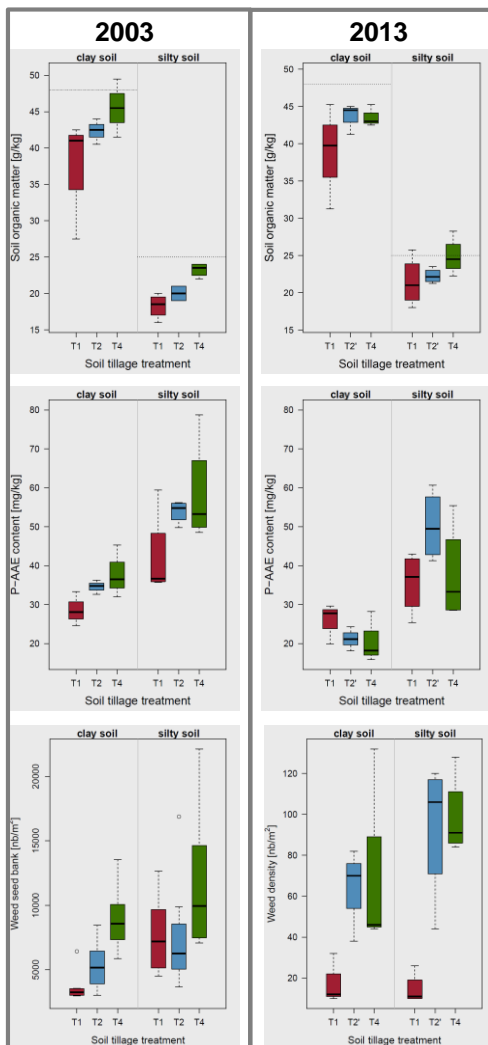 2003
clay soil silty soil
Soil organic matter [g/kg]
50
45
40
35
30
25
20
15
T1 T2 T4 T1 T2 T4
Soil tillage treatment
clay soil silty soil
P−AAE content [mg/kg]
80
70
60
50
40
30
20
T1 T2 T4 T1 T2 T4
Soil tillage treatment
clay soil silty soil
Weed seed bank [nb/m²]
20000
15000
10000
5000
T1 T2 T4 T1 T2 T4
Soil tillage treatment
2013
clay soil silty soil
Soil organic matter [g/kg]
50
45
40
35
30
25
20
15
T1 T2' T4 T1 T2' T4
Soil tillage treatment
clay soil silty soil
P−AAE content [mg/kg]
80
70
60
50
40
30
20
T1 T2' T4 T1 T2' T4
Soil tillage treatment
clay soil silty soil
Weed density [nb/m²]
120
100
80
60
40
20
T1 T2' T4 T1 T2' T4
Soil tillage treatment